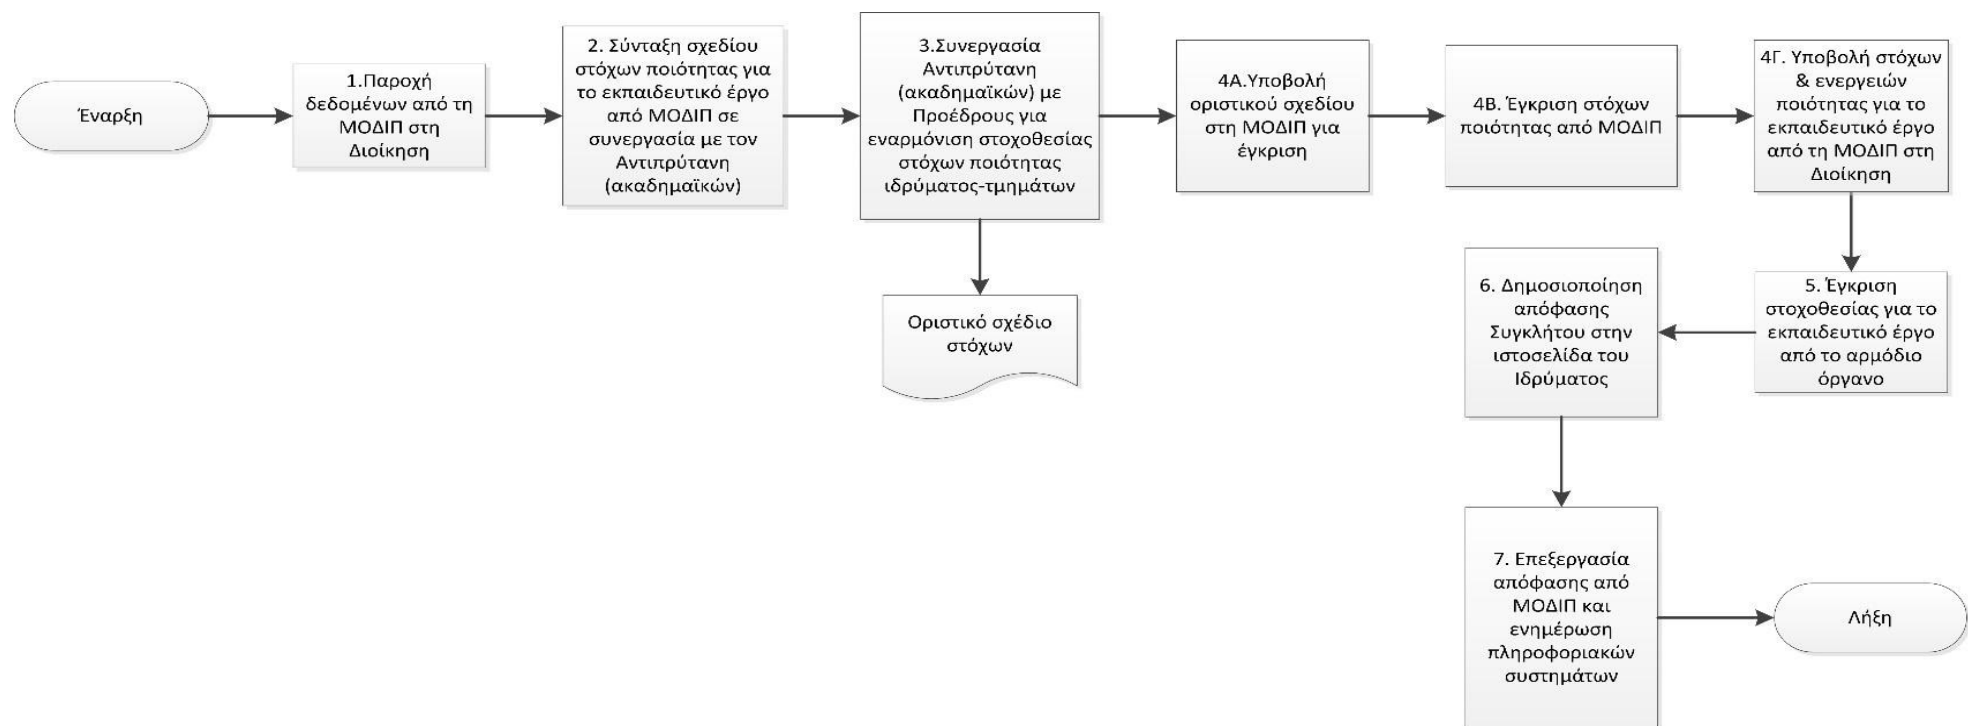 Έναρξη
1.Παροχή
δεδομένων από τη
ΜΟΔΙΠ στη
Διοίκηση
2. Σύνταξη σχεδίου
στόχων ποιότητας για
το εκπαιδευτικό έργο
από ΜΟΔΙΠ σε
συνεργασία με τον
Αντιπρύτανη
(ακαδημαϊκών)
3.Συνεργασία
Αντιπρύτανη
(ακαδημαϊκών) με
Προέδρους για
εναρμόνιση στοχοθεσίας
στόχων ποιότητας
ιδρύματος-τμημάτων
Οριστικό σχέδιο
στόχων
4Α.Υποβολή
οριστικού σχεδίου
στη ΜΟΔΙΠ για
έγκριση
4Β. Έγκριση στόχων
ποιότητας από ΜΟΔΙΠ
4Γ. Υποβολή στόχων
& ενεργειών
ποιότητας για το
εκπαιδευτικό έργο
από τη ΜΟΔΙΠ στη
Διοίκηση
5. Έγκριση
στοχοθεσίας για το
εκπαιδευτικό έργο
από το αρμόδιο
όργανο
6. Δημοσιοποίηση
απόφασης
Συγκλήτου στην
ιστοσελίδα του
Ιδρύματος
7. Επεξεργασία
απόφασης από
ΜΟΔΙΠ και
ενημέρωση
πληροφοριακών
συστημάτων
Λήξη